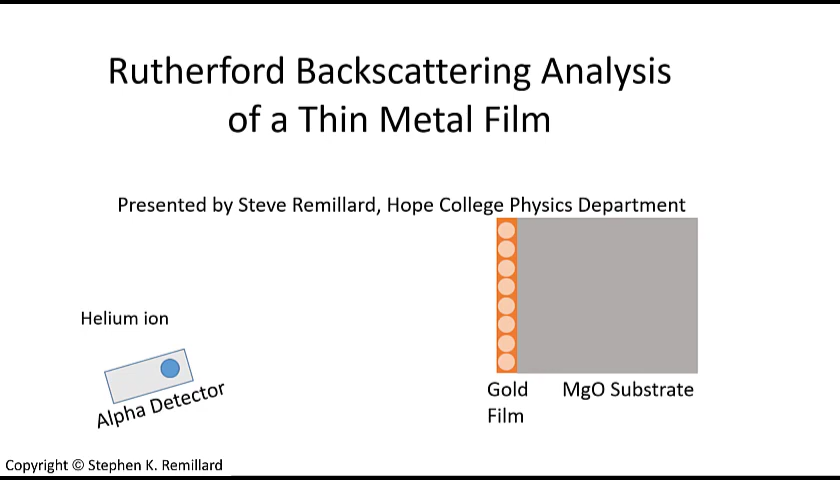 Rutherford Backscattering Analysis
of a Thin Metal Film
Presented by Steve Remillard, Hope College Physics Department
Helium ion
Alpha Detector
Gold
Film
MgO Substrate
Copyright © Stephen K. Remillard